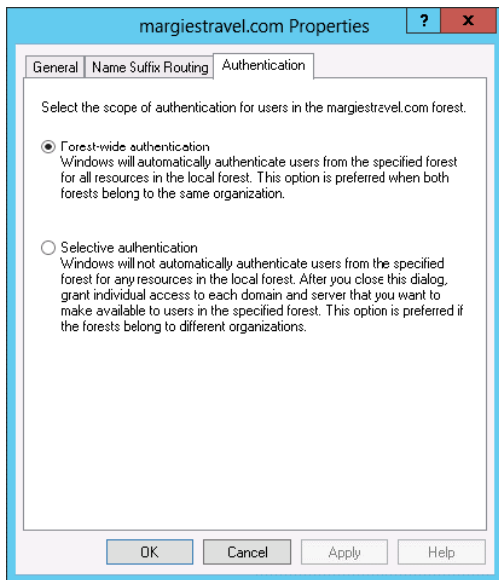 margiestravel.com Properties
? x
General Name Suffix Routing Authentication
Select the scope of authentication for users in the margiestravel.com forest.
Forest-wide authentication
Windows will automatically authenticate users from the specified forest
for all resources in the local forest. This option is preferred when both
forests belong to the same organization.
Selective authentication
Windows will not automatically authenticate users from the specified
forest for any resources in the local forest. After you close this dialog,
grant individual access to each domain and server that you want to
make available to users in the specified forest. This option is preferred if
the forests belong to different organizations.
OK Cancel Apply Help